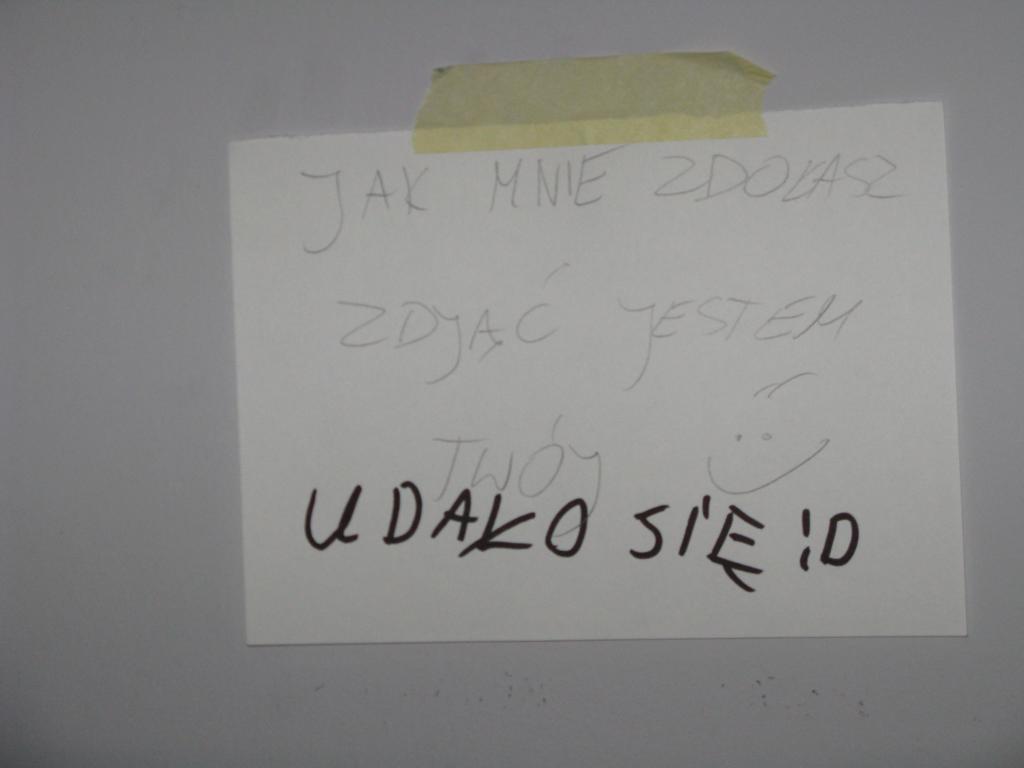 JAK MNIE ZDOŁASZ
ZDJĄĆ JESTEM
TWÓJ
UDAŁO SIĘ :D